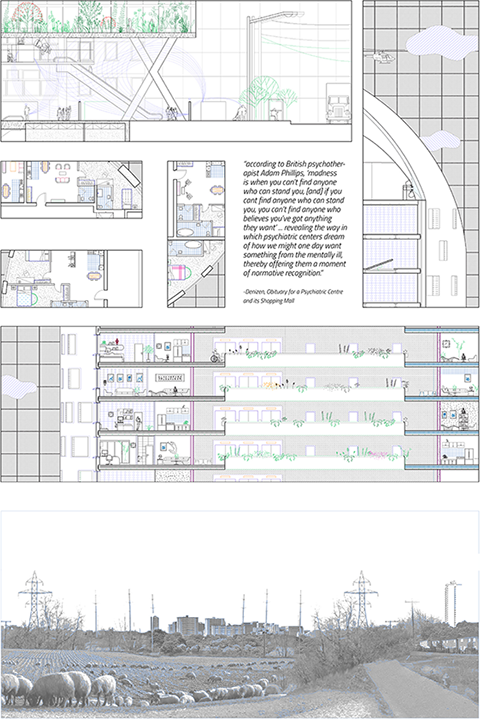 "according to British psychother-
apist Adam Phillips, 'madness
is when you can't find anyone
who can stand you, [and] if you
cant find anyone who can stand
you, you can't find anyone who
believes you've got anything
they want' ... revealing the way in
which psychiatric centers dream
of how we might one day want
something from the mentally ill,
thereby offering them a moment
of normative recognition."
-Denizen, Obituary for a Psychiatric Centre
and its Shopping Mall